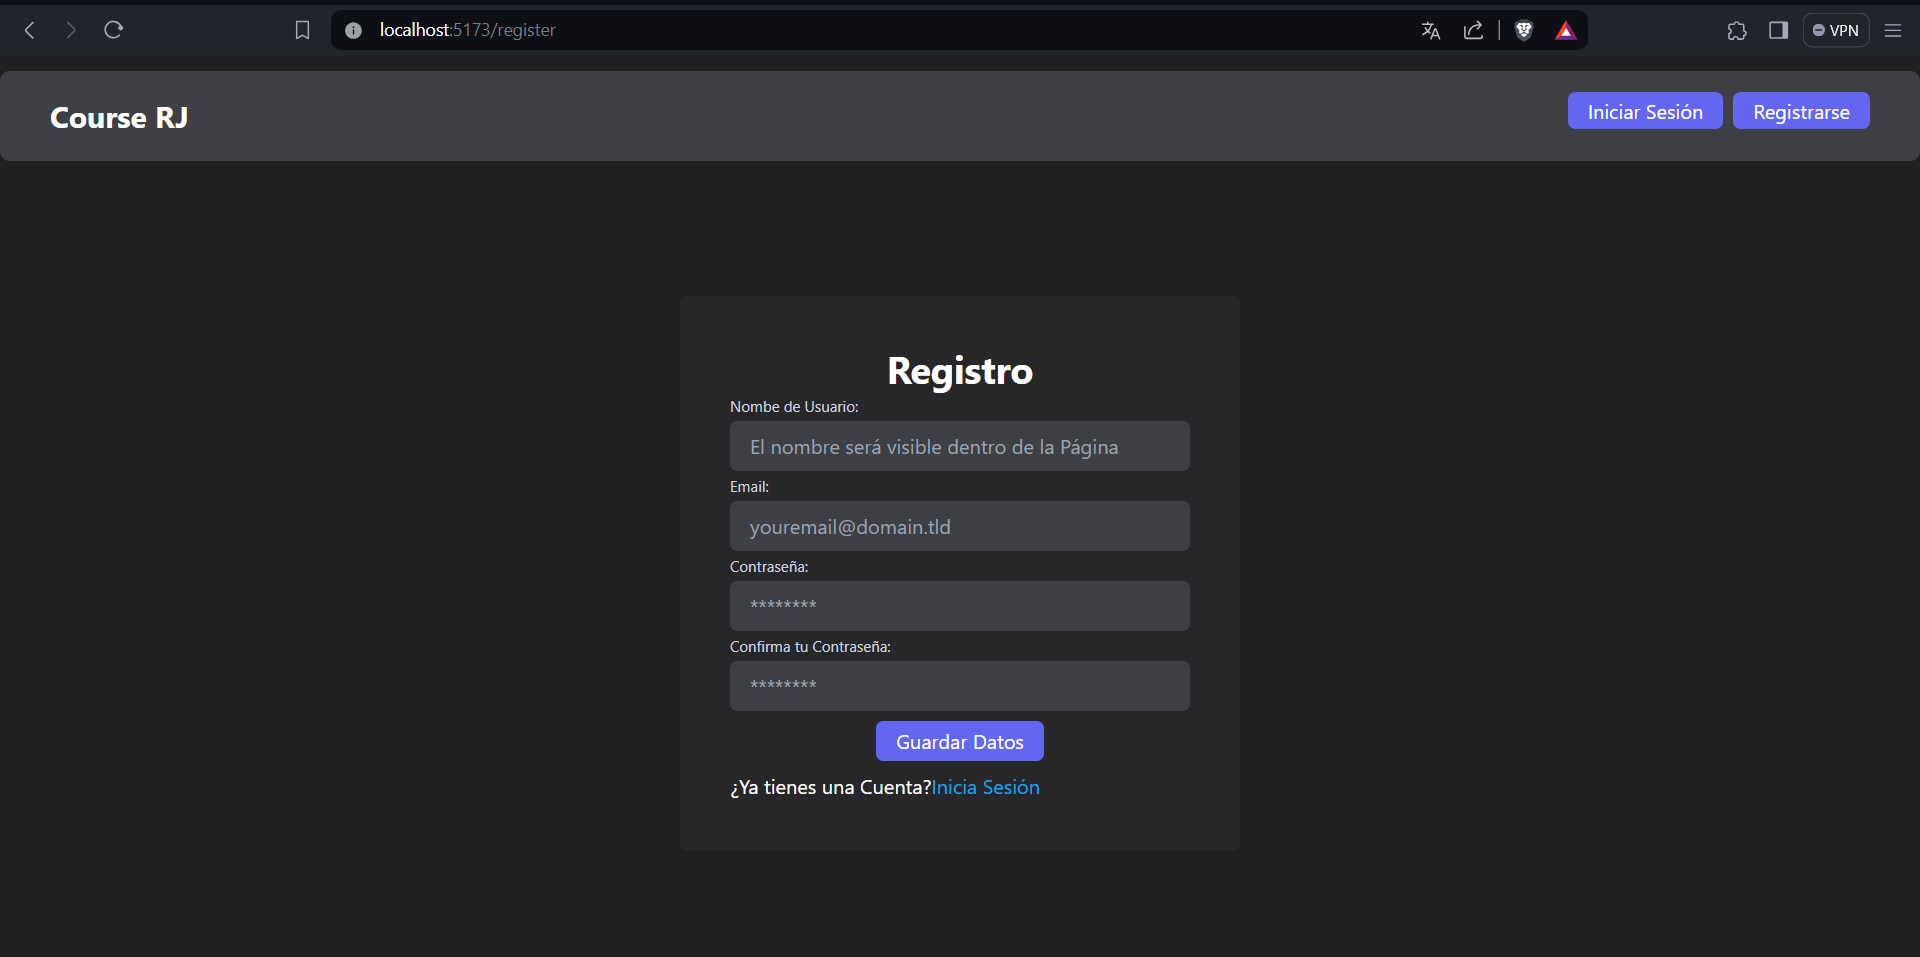 localhost:5173/register
VPN
Course RJ
Iniciar Sesión
Registrarse
Registro
Nombe de Usuario:
El nombre será visible dentro de la Página
Email:
youremail@domain.tld
Contraseña:
********
Confirma tu Contraseña:
********
Guardar Datos
¿Ya tienes una Cuenta?Inicia Sesión